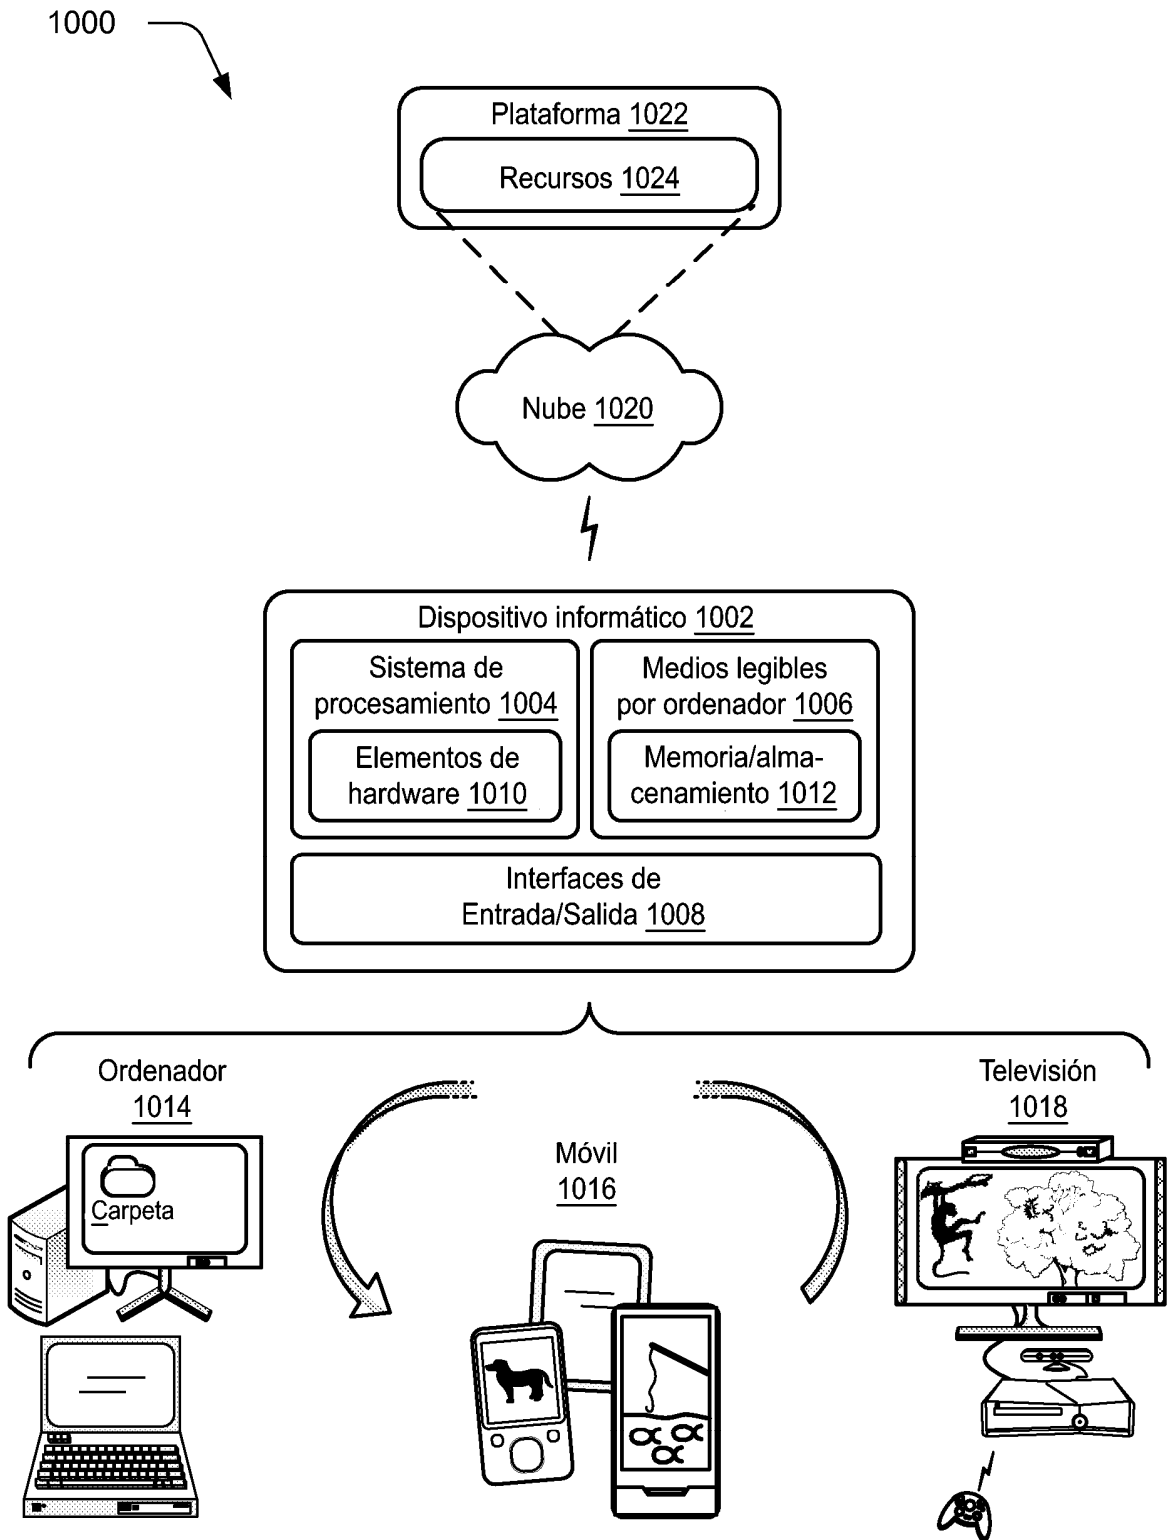 1000
Plataforma 1022
Recursos 1024
Nube 1020
Dispositivo informático 1002
Sistema de
procesamiento 1004
Elementos de
hardware 1010
Medios legibles
por ordenador 1006
Memoria/alma-
cenamiento 1012
Interfaces de
Entrada/Salida 1008
Ordenador
1014
Carpeta
Móvil
1016
Televisión
1018